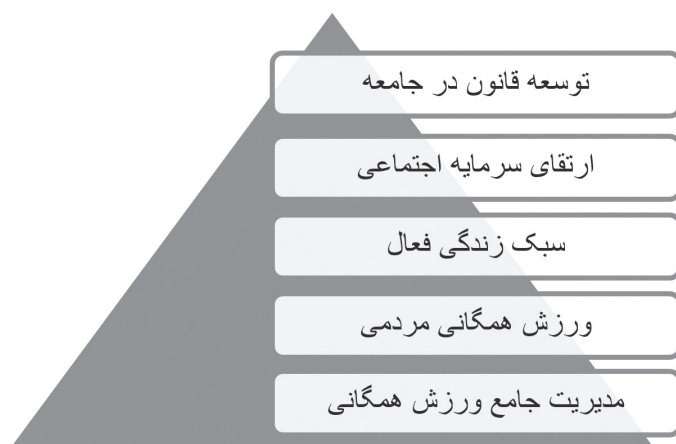 توسعه قانون در جامعه
ارتقای سرمایه اجتماعی
سبک زندگی فعال
ورزش همگانی مردمی
مدیریت جامع ورزش همگانی